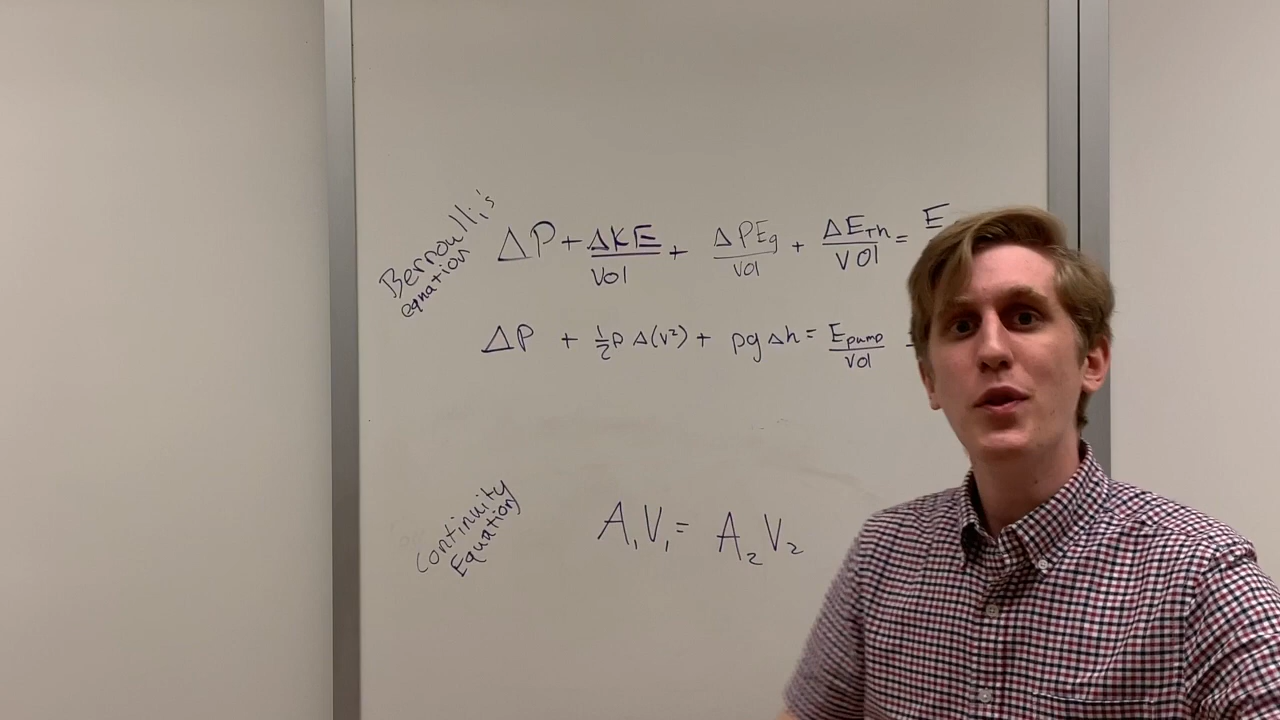 Bernoulli's
equation
ΔP + ΔKE/Vol + ΔPEg/Vol + ΔETh/Vol = E
ΔP + ½ρ Δ(v²) + ρgΔh = Epump/Vol -
Continuity
Equation
A₁V₁ = A₂V₂